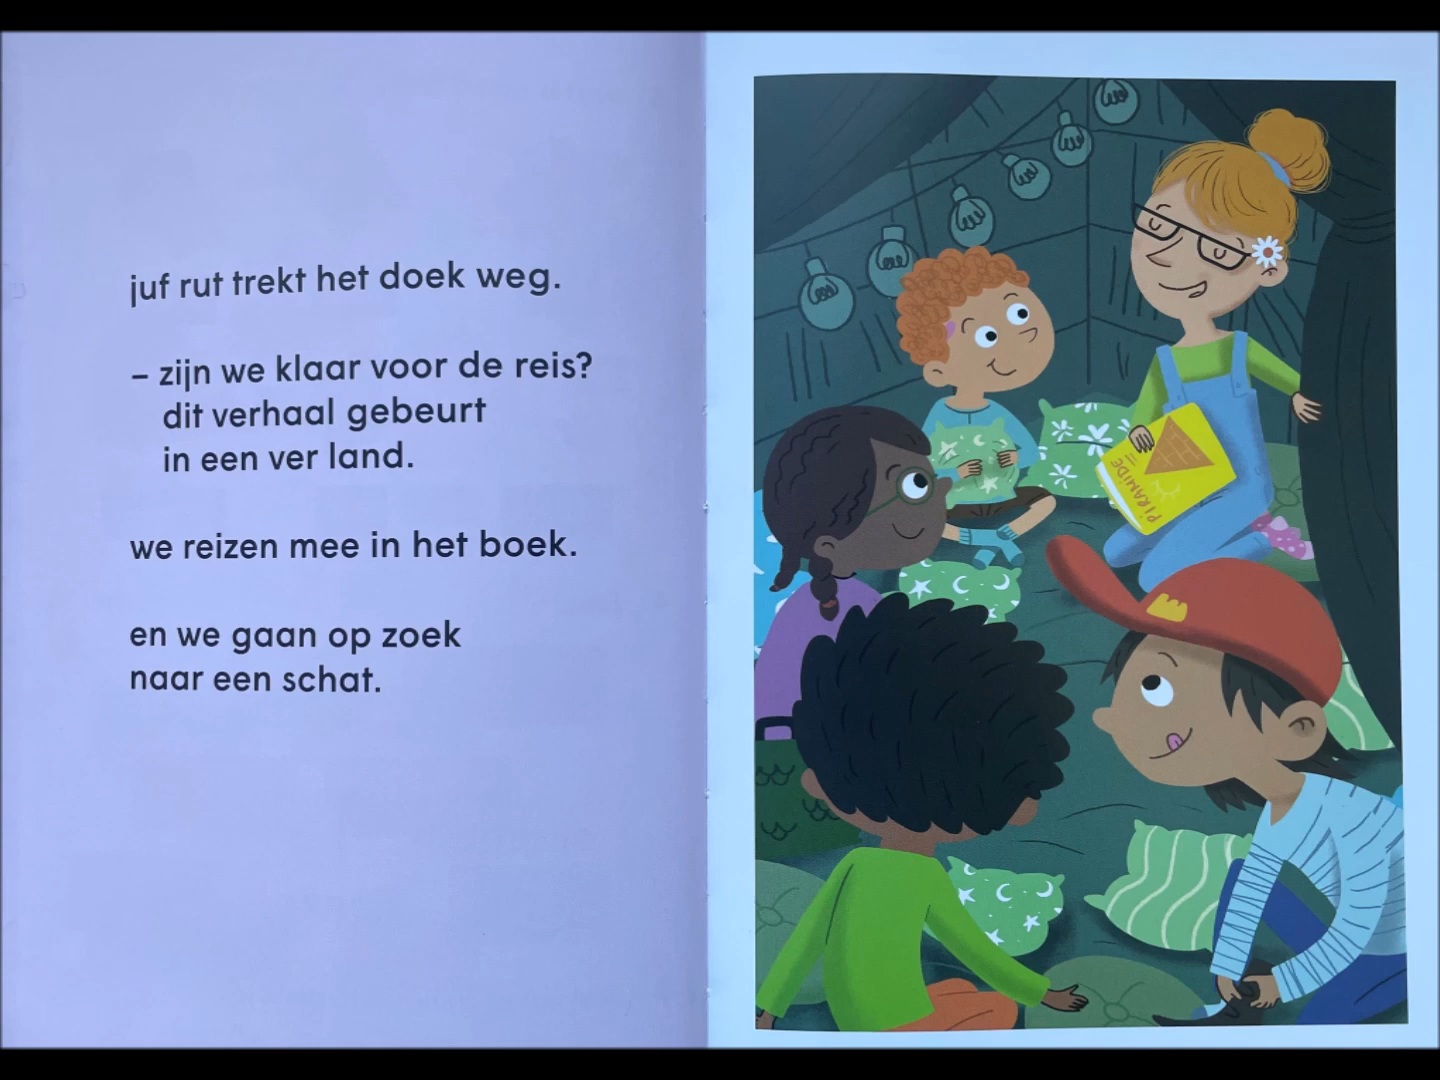 juf rut trekt het doek weg.
– zijn we klaar voor de reis?
dit verhaal gebeurt
in een ver land.
we reizen mee in het boek.
en we gaan op zoek
naar een schat.
PIRAMIDE